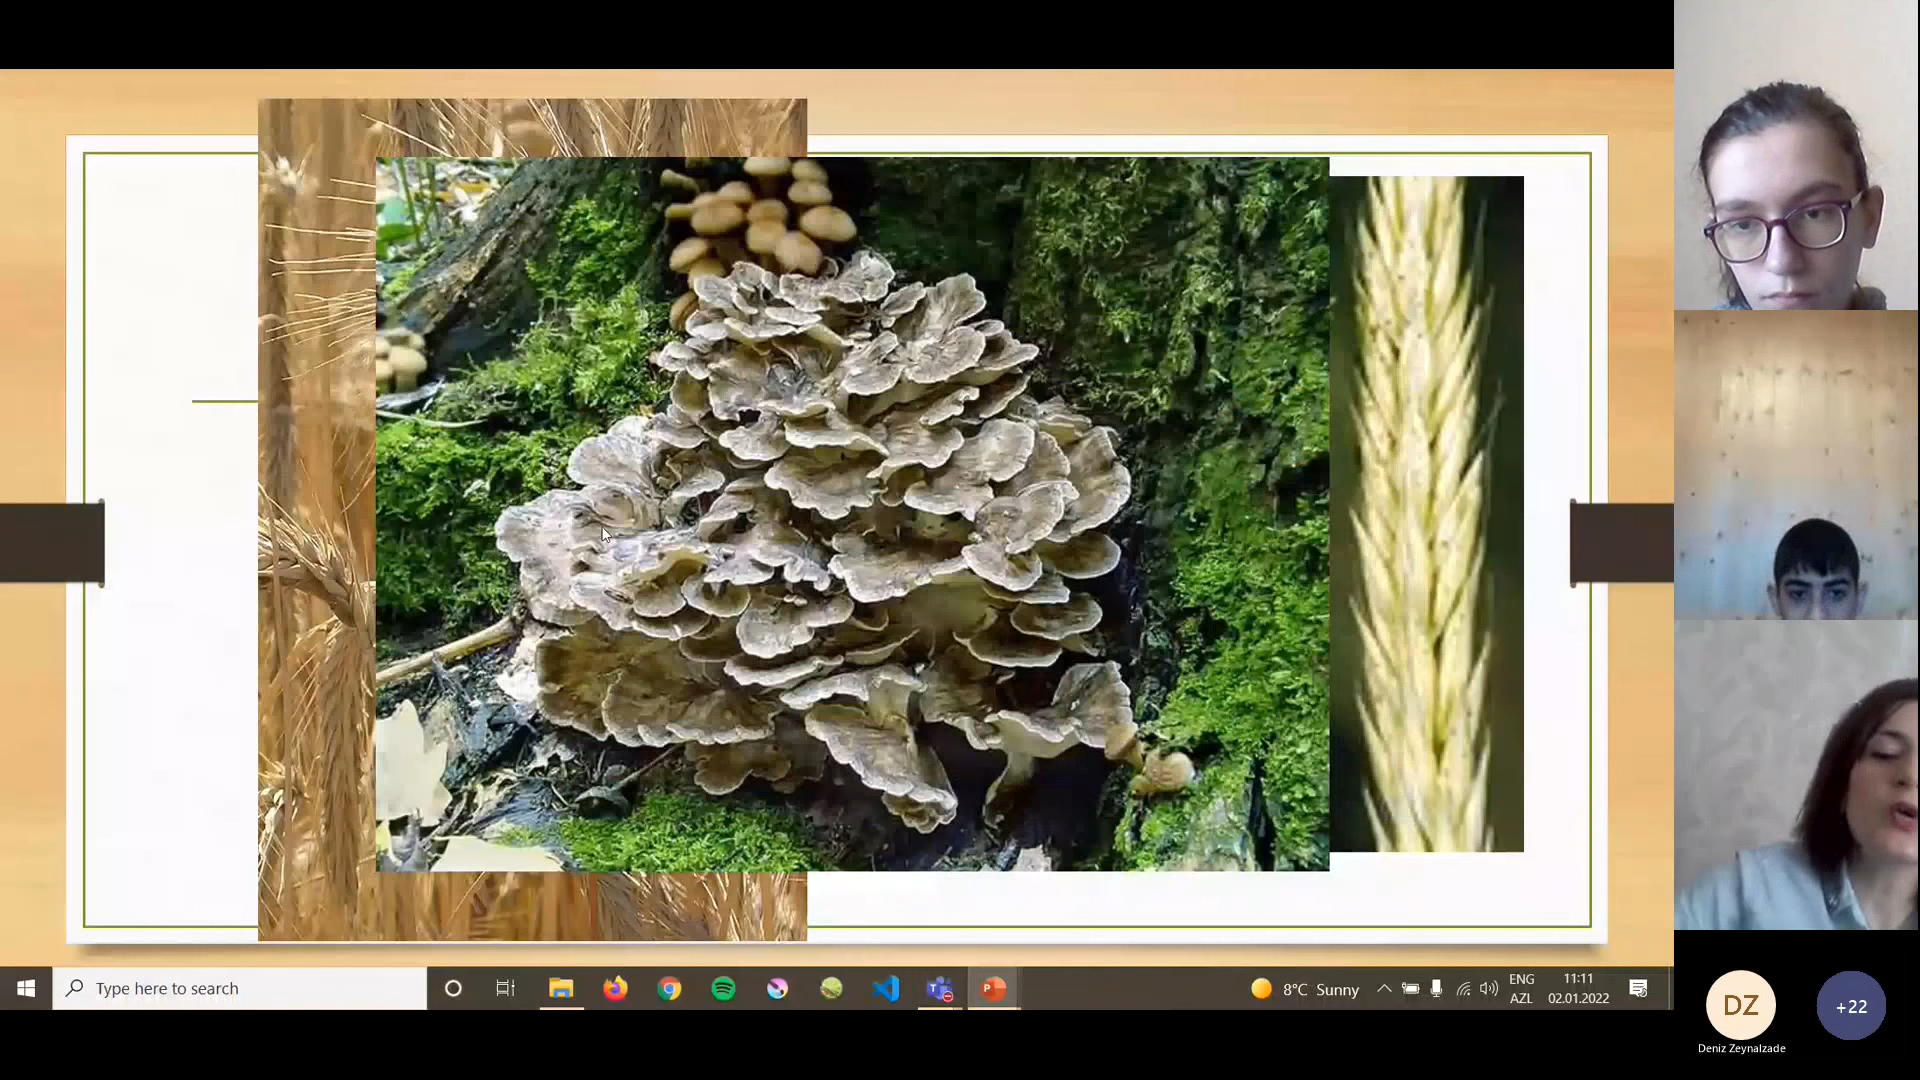 Type here to search
8°C Sunny
ENG
AZL
11:11
02.01.2022
DZ
+22
Deniz Zeynalzade